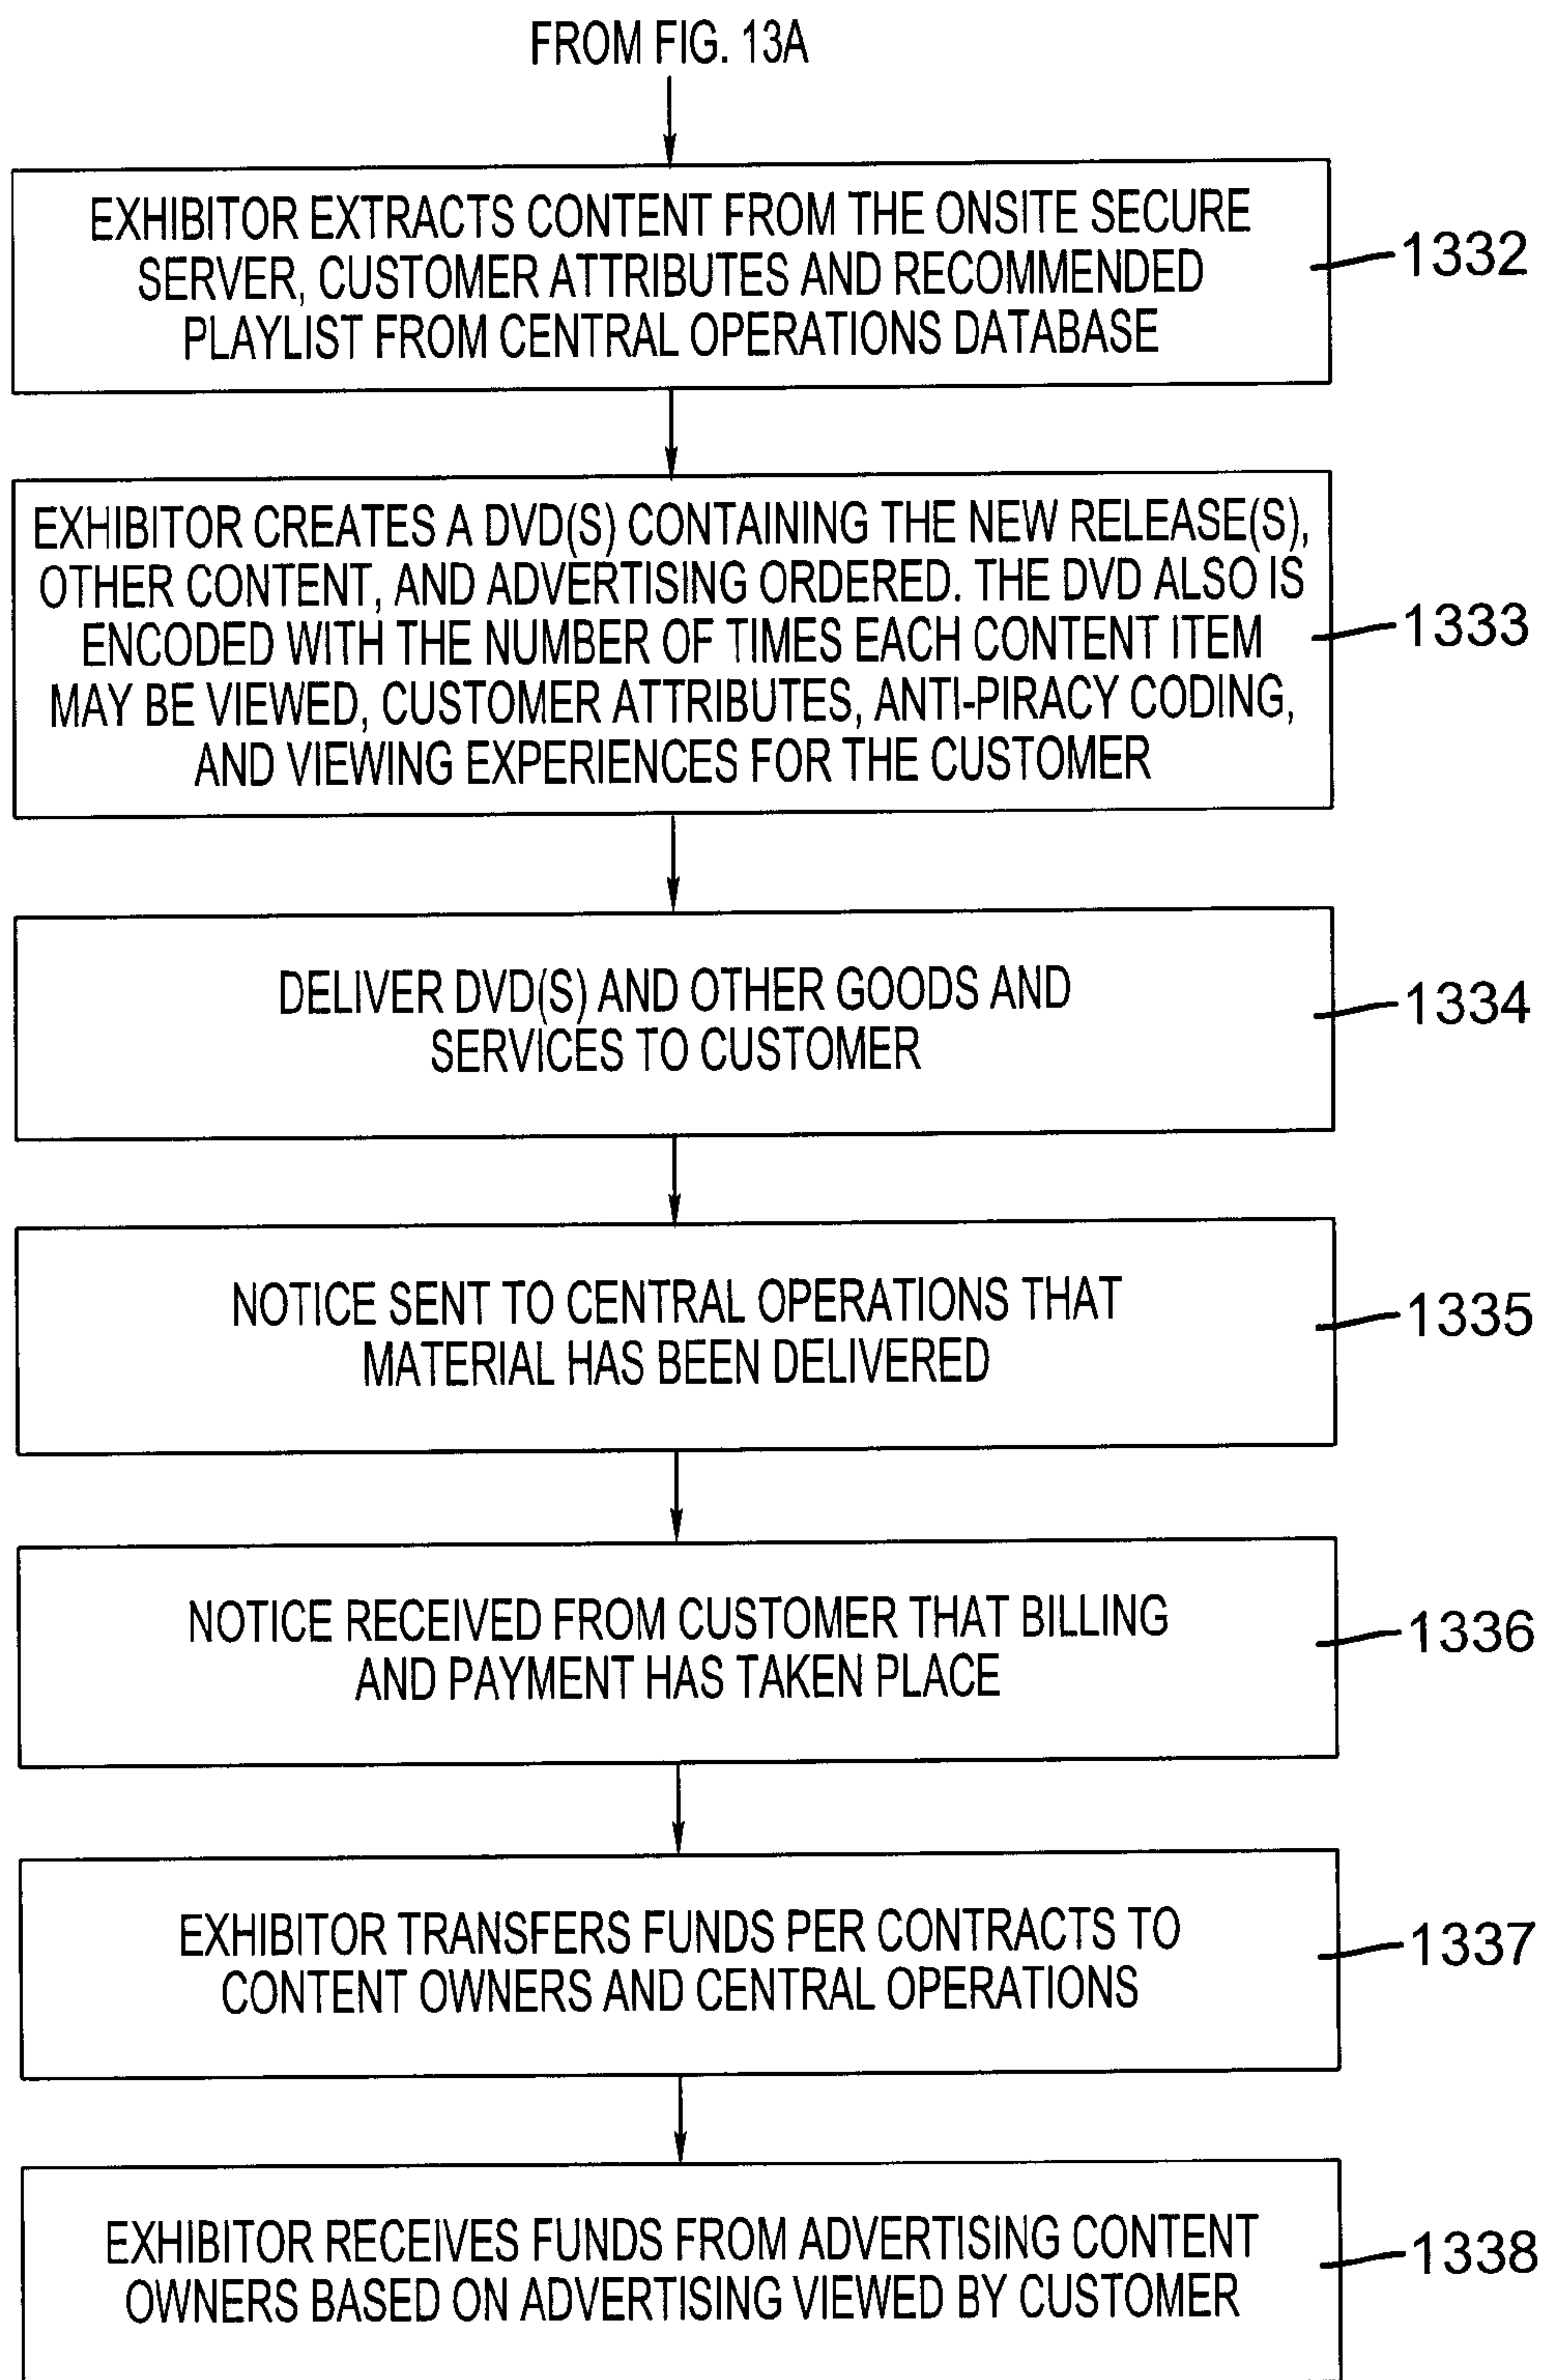 FROM FIG. 13A
EXHIBITOR EXTRACTS CONTENT FROM THE ONSITE SECURE
SERVER, CUSTOMER ATTRIBUTES AND RECOMMENDED
PLAYLIST FROM CENTRAL OPERATIONS DATABASE
1332
EXHIBITOR CREATES A DVD(S) CONTAINING THE NEW RELEASE(S),
OTHER CONTENT, AND ADVERTISING ORDERED. THE DVD ALSO IS
ENCODED WITH THE NUMBER OF TIMES EACH CONTENT ITEM
MAY BE VIEWED, CUSTOMER ATTRIBUTES, ANTI-PIRACY CODING,
AND VIEWING EXPERIENCES FOR THE CUSTOMER
1333
DELIVER DVD(S) AND OTHER GOODS AND
SERVICES TO CUSTOMER
1334
NOTICE SENT TO CENTRAL OPERATIONS THAT
MATERIAL HAS BEEN DELIVERED
1335
NOTICE RECEIVED FROM CUSTOMER THAT BILLING
AND PAYMENT HAS TAKEN PLACE
1336
EXHIBITOR TRANSFERS FUNDS PER CONTRACTS TO
CONTENT OWNERS AND CENTRAL OPERATIONS
1337
EXHIBITOR RECEIVES FUNDS FROM ADVERTISING CONTENT
OWNERS BASED ON ADVERTISING VIEWED BY CUSTOMER
1338